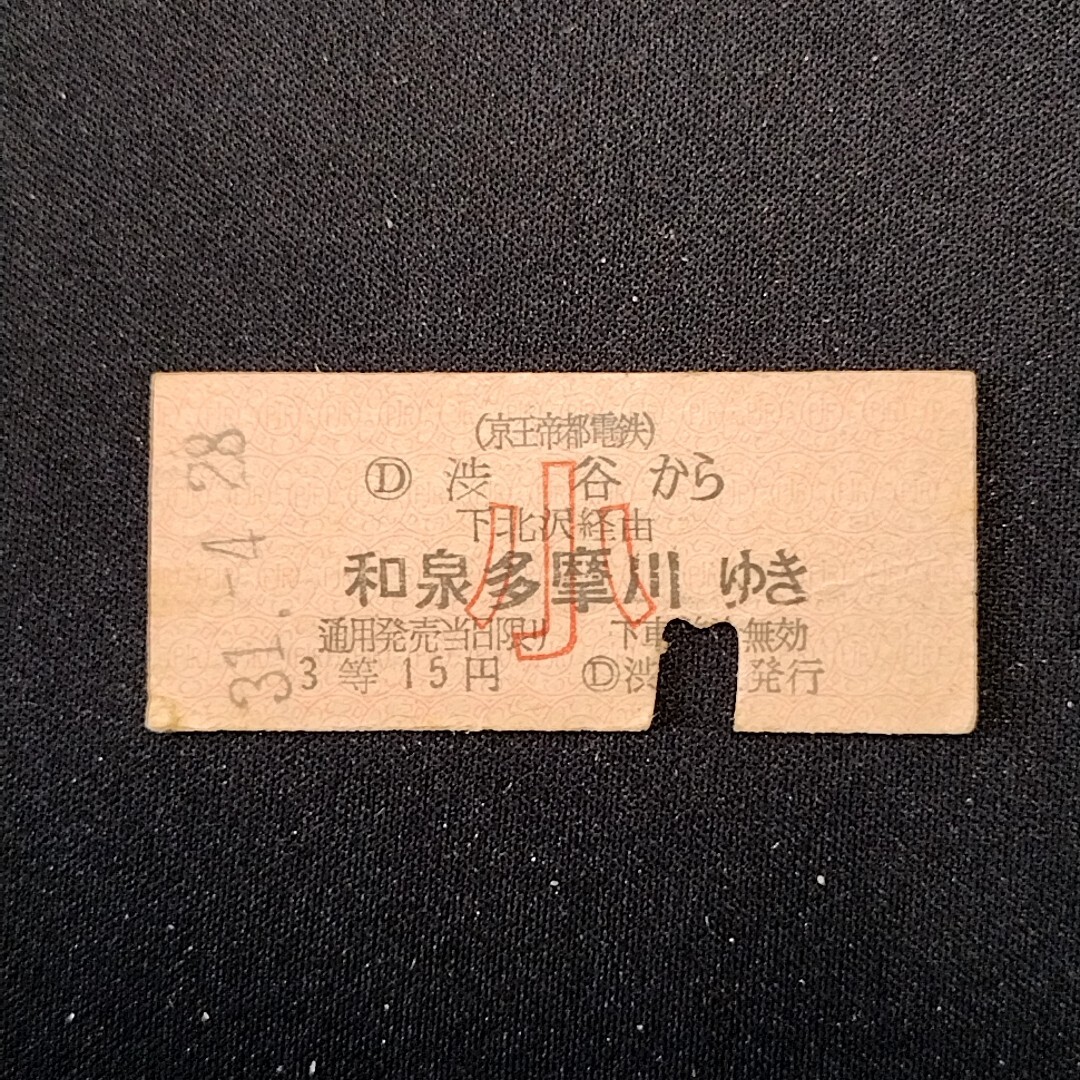 31.-4 28
(京王帝都電鉄)
Ⓓ 渋 谷 から
下北沢経由
和泉多摩川 ゆき
小
通用発売当日限り 下車 無効
3等 15円 Ⓓ渋 発行